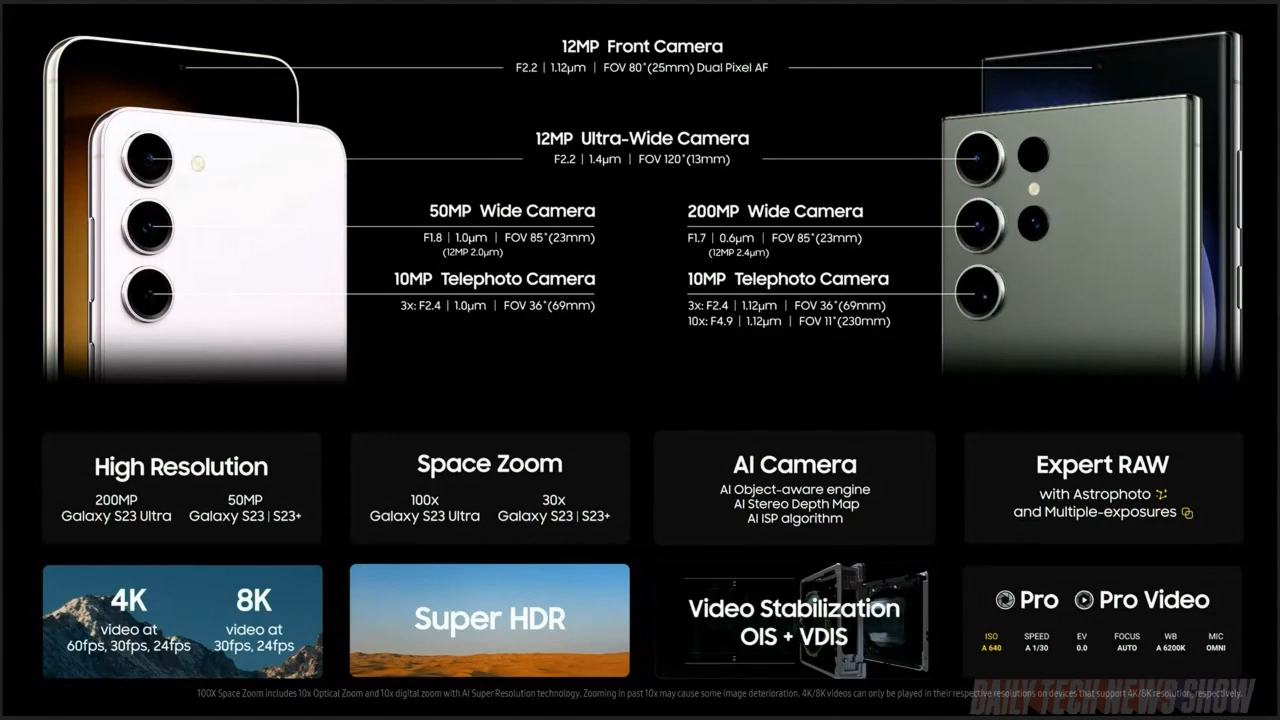 12MP Front Camera
F2.2 | 1.12µm | FOV 80°(25mm) Dual Pixel AF
12MP Ultra-Wide Camera
F2.2 | 1.4µm | FOV 120°(13mm)
50MP Wide Camera
F1.8 | 1.0µm | FOV 85°(23mm)
(12MP 2.0µm)
10MP Telephoto Camera
3x: F2.4 | 1.0µm | FOV 36°(69mm)
200MP Wide Camera
F1.7 | 0.6µm | FOV 85°(23mm)
(12MP 2.4µm)
10MP Telephoto Camera
3x: F2.4 | 1.12µm | FOV 36°(69mm)
10x: F4.9 | 1.12µm | FOV 11°(230mm)
High Resolution
200MP 50MP
Galaxy S23 Ultra Galaxy S23 | S23+
Space Zoom
100x 30x
Galaxy S23 Ultra Galaxy S23 | S23+
AI Camera
AI Object-aware engine
AI Stereo Depth Map
AI ISP algorithm
Expert RAW
with Astrophoto
and Multiple-exposures
4K 8K
video at video at
60fps, 30fps, 24fps 30fps, 24fps
Super HDR
Video Stabilization
OIS + VDIS
Pro Pro Video
ISO SPEED EV FOCUS WB MIC
A 640 A 1/30 0.0 AUTO A 6200K OMNI
100X Space Zoom includes 10x Optical Zoom and 10x digital zoom with AI Super Resolution technology. Zooming in past 10x may cause some image deterioration. 4K/8K videos can only be played in their respective resolutions on devices that support 4K/8K resolution, respectively.
DAILY TECH NEWS SHOW